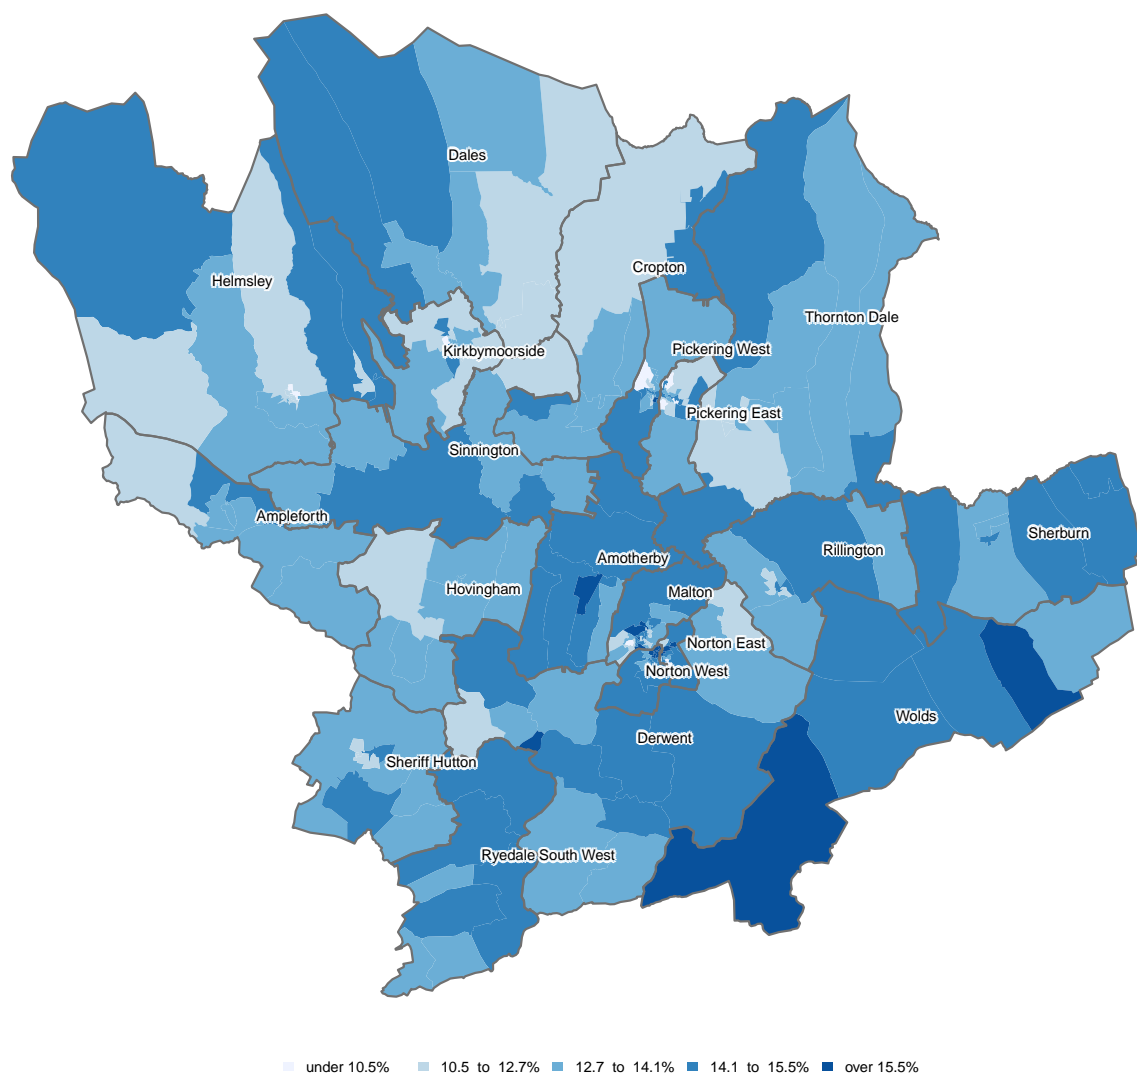 Dales
Cropton
Helmsley
Thornton Dale
Pickering West
Kirkbymoorside
Pickering East
Sinnington
Ampleforth
Sherburn
Rillington
Amotherby
Hovingham
Malton
Norton East
Norton West
Wolds
Derwent
Sheriff Hutton
Ryedale South West
under 10.5% 10.5 to 12.7% 12.7 to 14.1% 14.1 to 15.5% over 15.5%